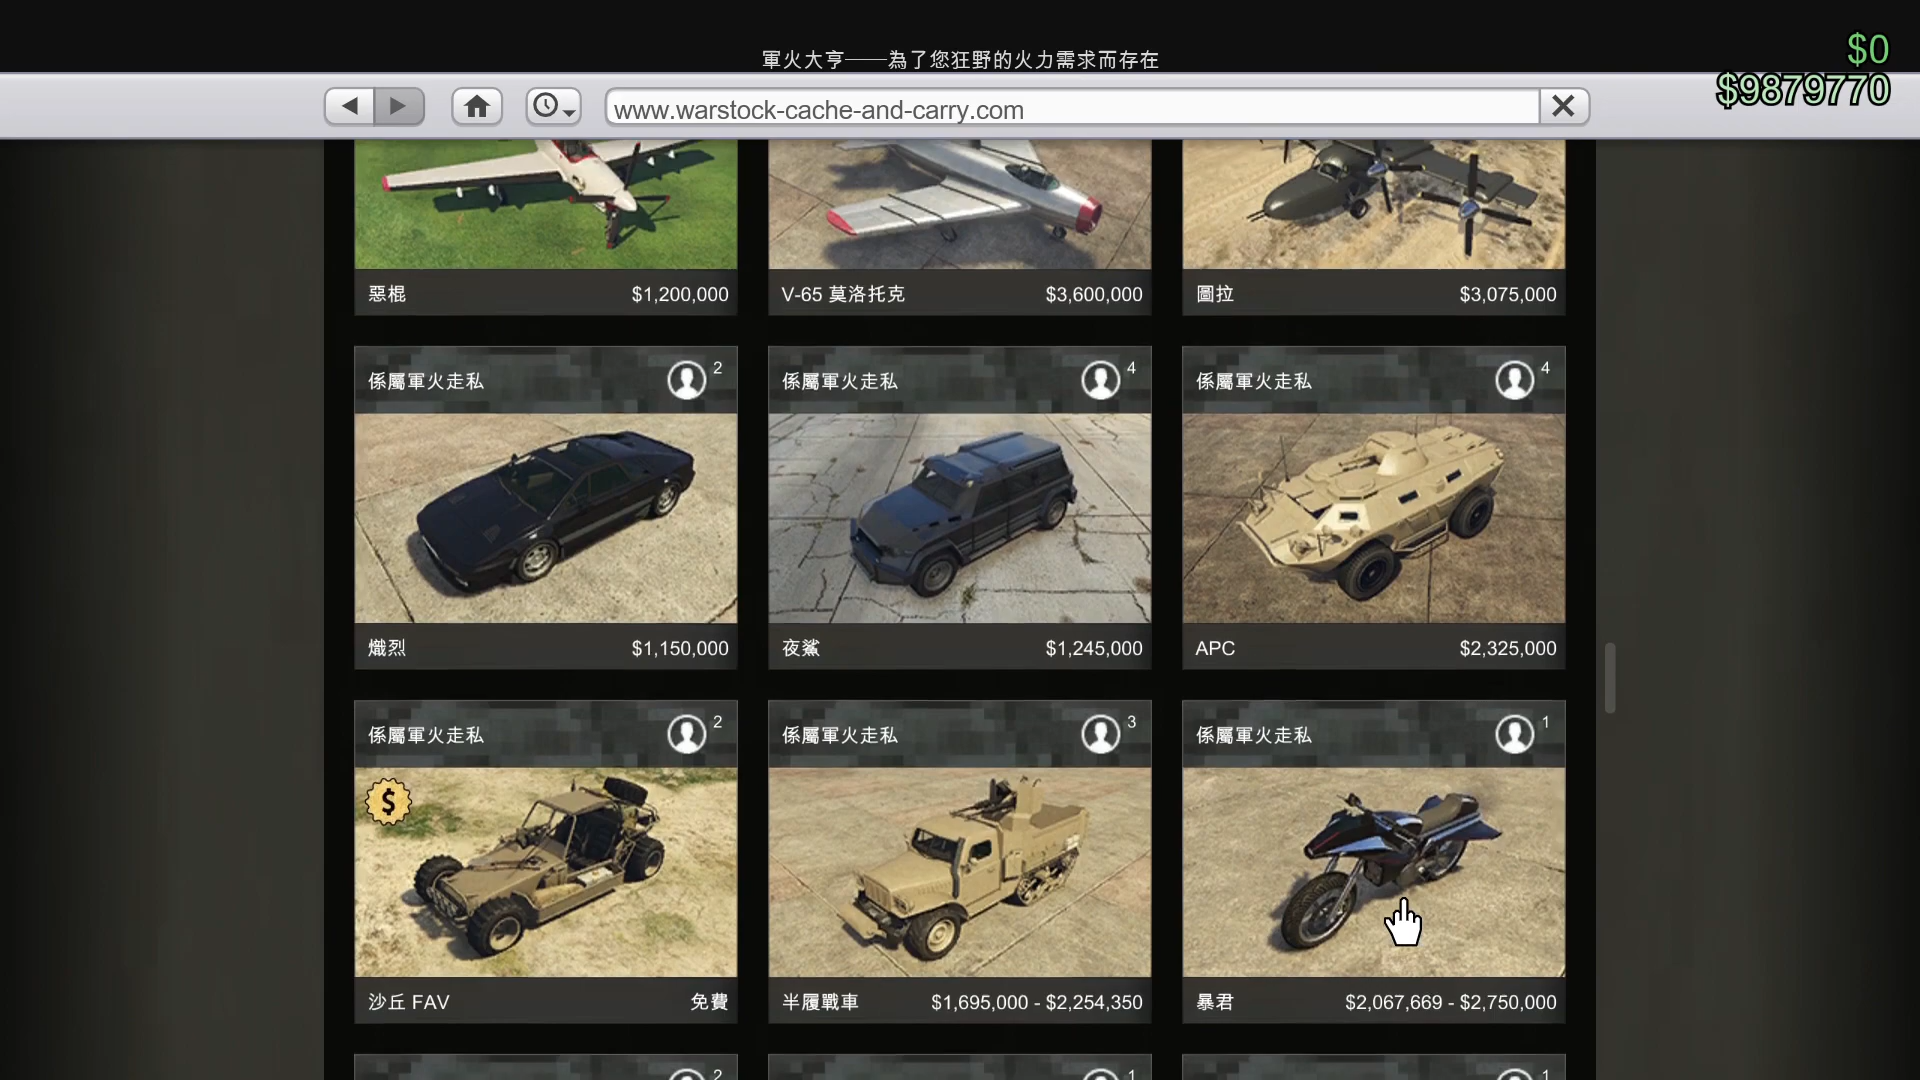 軍火大亨——為了您狂野的火力需求而存在
$0
$9879770
www.warstock-cache-and-carry.com
惡棍 $1,200,000
V-65 莫洛托克 $3,600,000
圖拉 $3,075,000
係屬軍火走私 2
係屬軍火走私 4
係屬軍火走私 4
熾烈 $1,150,000
夜鯊 $1,245,000
APC $2,325,000
係屬軍火走私 2
係屬軍火走私 3
係屬軍火走私 1
$
沙丘 FAV 免費
半履戰車 $1,695,000 - $2,254,350
暴君 $2,067,669 - $2,750,000
2
1
1